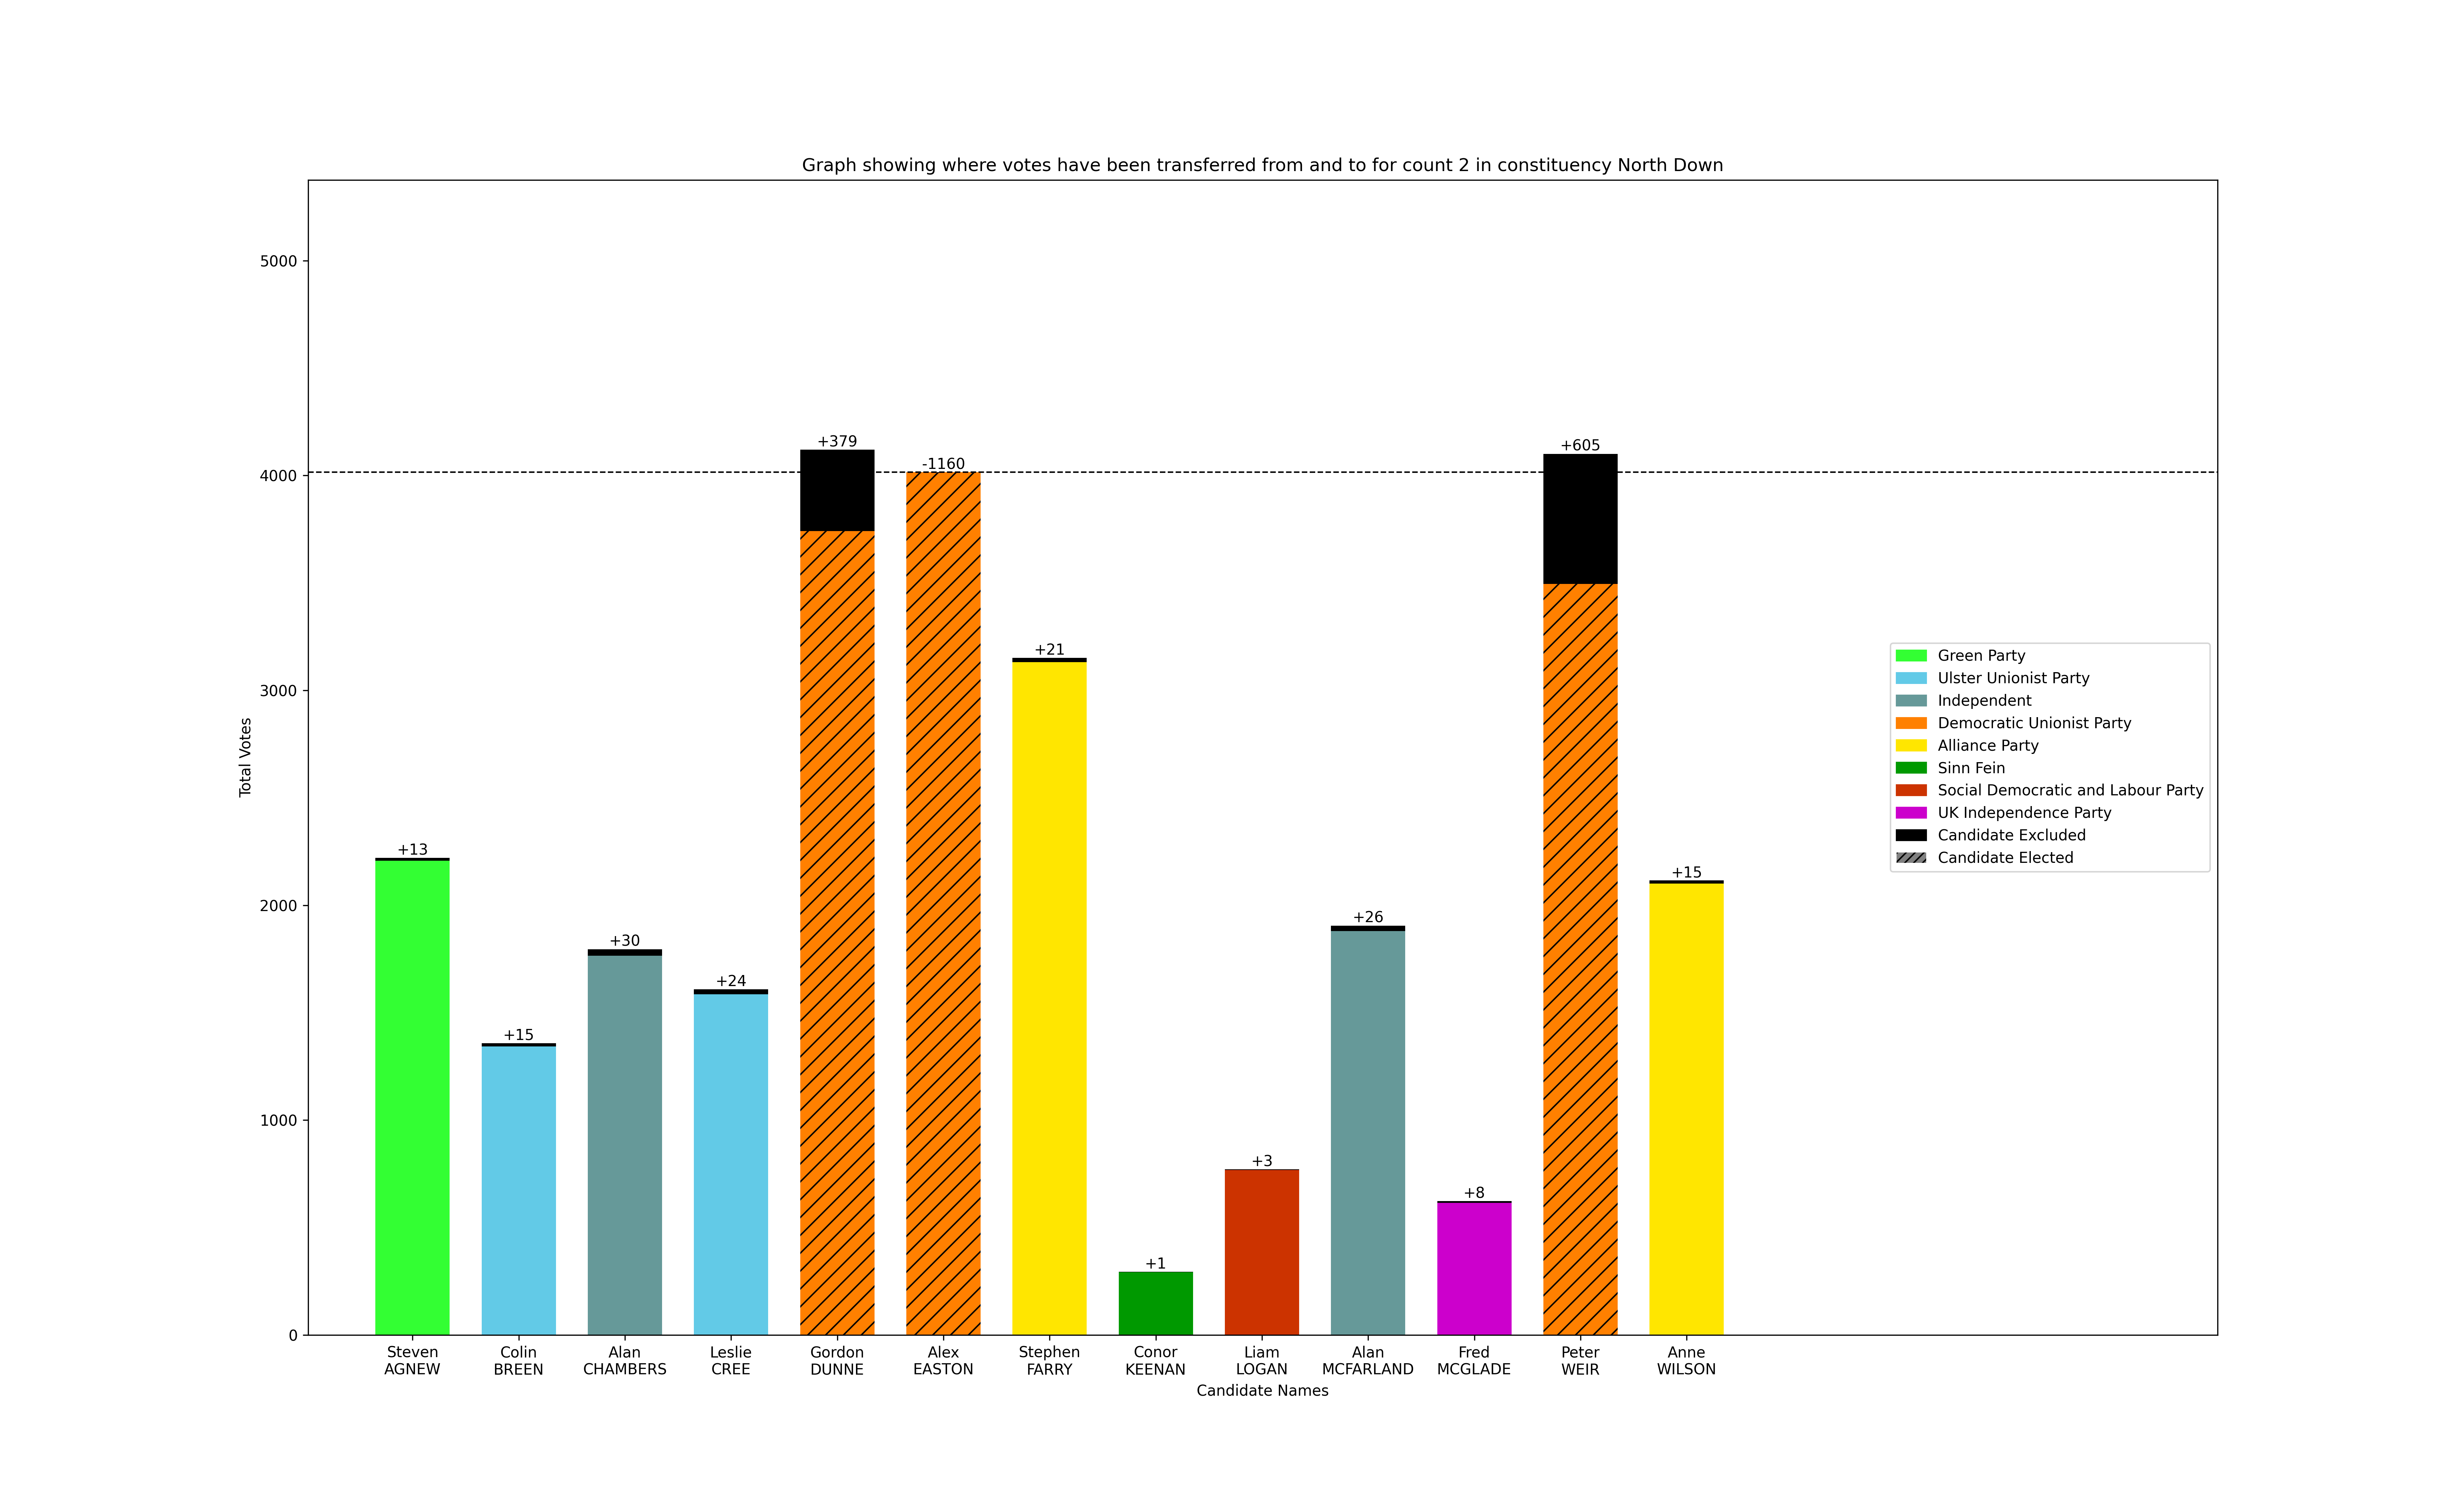 Graph showing where votes have been transferred from and to for count 2 in constituency North Down
Total Votes
5000
4000
3000
2000
1000
0
+13
+15
+30
+24
+379
-1160
+21
+1
+3
+26
+8
+605
+15
Green Party
Ulster Unionist Party
Independent
Democratic Unionist Party
Alliance Party
Sinn Fein
Social Democratic and Labour Party
UK Independence Party
Candidate Excluded
Candidate Elected
Steven
AGNEW
Colin
BREEN
Alan
CHAMBERS
Leslie
CREE
Gordon
DUNNE
Alex
EASTON
Stephen
FARRY
Conor
KEENAN
Liam
LOGAN
Alan
MCFARLAND
Fred
MCGLADE
Peter
WEIR
Anne
WILSON
Candidate Names